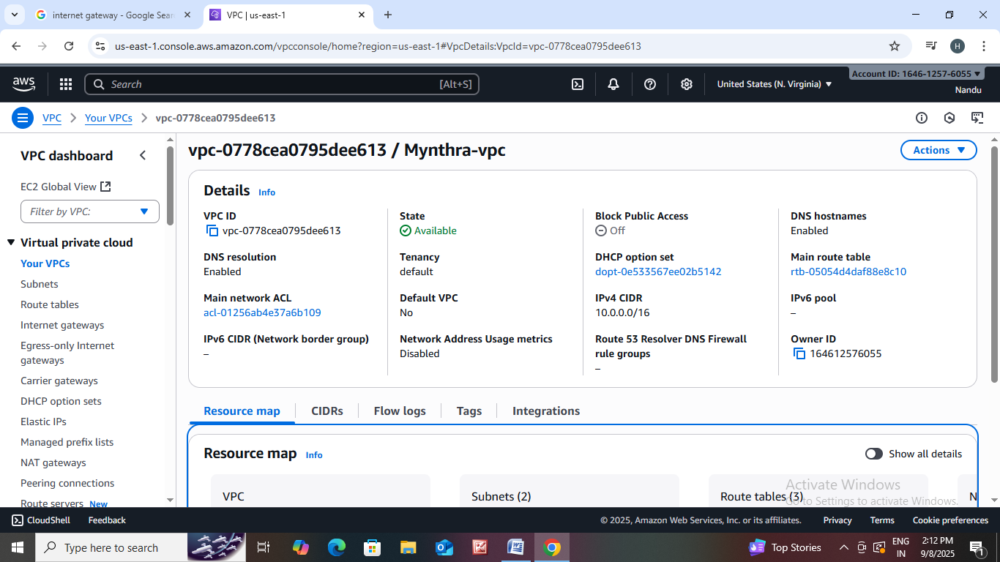 internet gateway - Google Sear
VPC | us-east-1
us-east-1.console.aws.amazon.com/vpcconsole/home?region=us-east-1#VpcDetails:VpcId=vpc-0778cea0795dee613
H
aws
Search
[Alt+S]
United States (N. Virginia)
Account ID: 1646-1257-6055
Nandu
VPC
Your VPCs
vpc-0778cea0795dee613
VPC dashboard
EC2 Global View
Filter by VPC:
Virtual private cloud
Your VPCs
Subnets
Route tables
Internet gateways
Egress-only Internet
gateways
Carrier gateways
DHCP option sets
Elastic IPs
Managed prefix lists
NAT gateways
Peering connections
Route servers New
vpc-0778cea0795dee613 / Mynthra-vpc
Actions
Details Info
VPC ID
vpc-0778cea0795dee613
State
Available
Block Public Access
Off
DNS hostnames
Enabled
DNS resolution
Enabled
Tenancy
default
DHCP option set
dopt-0e533567ee02b5142
Main route table
rtb-05054d4daf88e8c10
Main network ACL
acl-01256ab4e37a6b109
Default VPC
No
IPv4 CIDR
10.0.0.0/16
IPv6 pool
–
IPv6 CIDR (Network border group)
–
Network Address Usage metrics
Disabled
Route 53 Resolver DNS Firewall
rule groups
–
Owner ID
164612576055
Resource map
CIDRs
Flow logs
Tags
Integrations
Resource map Info
Show all details
VPC
Subnets (2)
Route tables (3)
N
Activate Windows
Go to Settings to activate Windows.
CloudShell
Feedback
© 2025, Amazon Web Services, Inc. or its affiliates.
Privacy
Terms
Cookie preferences
Type here to search
Top Stories
ENG
IN
2:12 PM
9/8/2025
1